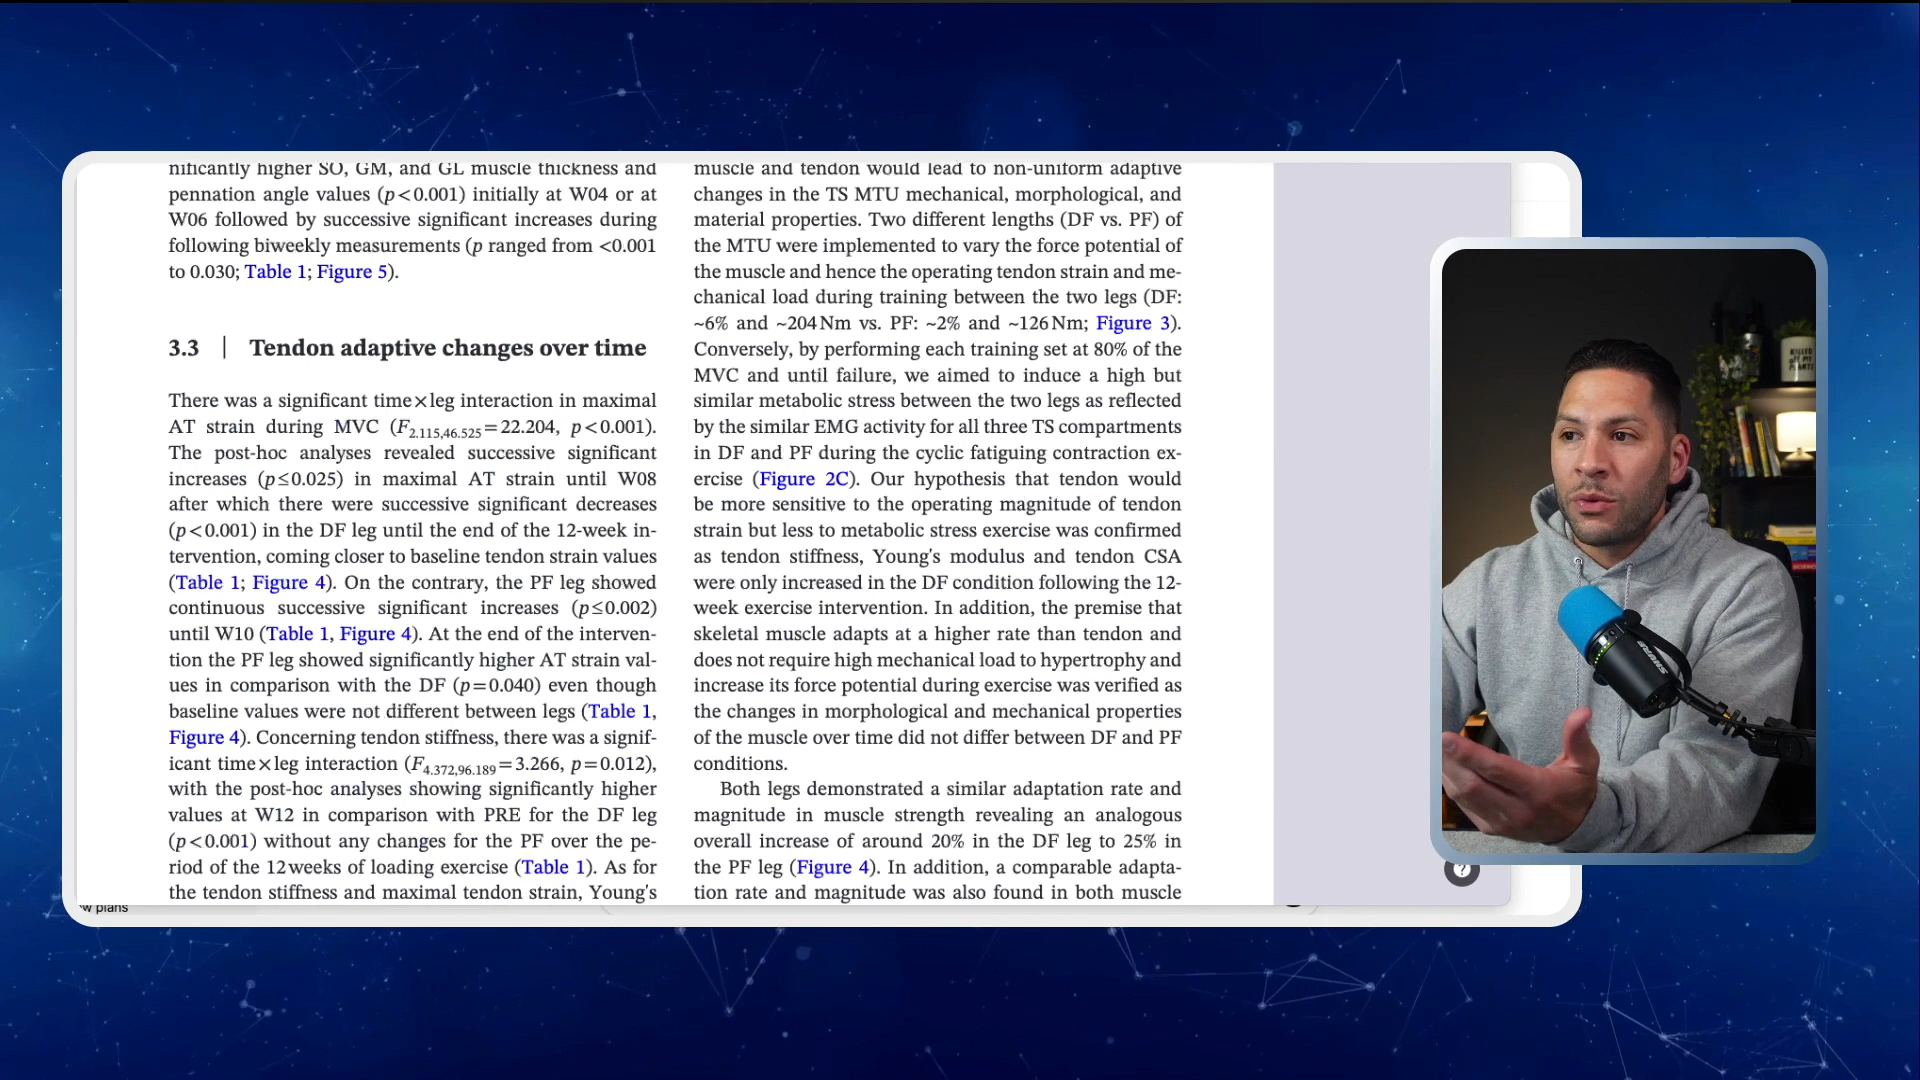 nificantly higher SO, GM, and GL muscle thickness and
pennation angle values (p<0.001) initially at W04 or at
W06 followed by successive significant increases during
following biweekly measurements (p ranged from <0.001
to 0.030; Table 1; Figure 5).
3.3 | Tendon adaptive changes over time
There was a significant time×leg interaction in maximal
AT strain during MVC (F2.115,46.525=22.204, p<0.001).
The post-hoc analyses revealed successive significant
increases (p≤0.025) in maximal AT strain until W08
after which there were successive significant decreases
(p<0.001) in the DF leg until the end of the 12-week in-
tervention, coming closer to baseline tendon strain values
(Table 1; Figure 4). On the contrary, the PF leg showed
continuous successive significant increases (p≤0.002)
until W10 (Table 1, Figure 4). At the end of the interven-
tion the PF leg showed significantly higher AT strain val-
ues in comparison with the DF (p=0.040) even though
baseline values were not different between legs (Table 1,
Figure 4). Concerning tendon stiffness, there was a signif-
icant time×leg interaction (F4.372,96.189=3.266, p=0.012),
with the post-hoc analyses showing significantly higher
values at W12 in comparison with PRE for the DF leg
(p<0.001) without any changes for the PF over the pe-
riod of the 12weeks of loading exercise (Table 1). As for
the tendon stiffness and maximal tendon strain, Young's
muscle and tendon would lead to non-uniform adaptive
changes in the TS MTU mechanical, morphological, and
material properties. Two different lengths (DF vs. PF) of
the MTU were implemented to vary the force potential of
the muscle and hence the operating tendon strain and me-
chanical load during training between the two legs (DF:
~6% and ~204Nm vs. PF: ~2% and ~126Nm; Figure 3).
Conversely, by performing each training set at 80% of the
MVC and until failure, we aimed to induce a high but
similar metabolic stress between the two legs as reflected
by the similar EMG activity for all three TS compartments
in DF and PF during the cyclic fatiguing contraction ex-
ercise (Figure 2C). Our hypothesis that tendon would
be more sensitive to the operating magnitude of tendon
strain but less to metabolic stress exercise was confirmed
as tendon stiffness, Young's modulus and tendon CSA
were only increased in the DF condition following the 12-
week exercise intervention. In addition, the premise that
skeletal muscle adapts at a higher rate than tendon and
does not require high mechanical load to hypertrophy and
increase its force potential during exercise was verified as
the changes in morphological and mechanical properties
of the muscle over time did not differ between DF and PF
conditions.
Both legs demonstrated a similar adaptation rate and
magnitude in muscle strength revealing an analogous
overall increase of around 20% in the DF leg to 25% in
the PF leg (Figure 4). In addition, a comparable adapta-
tion rate and magnitude was also found in both muscle
w plans
?
SHURE